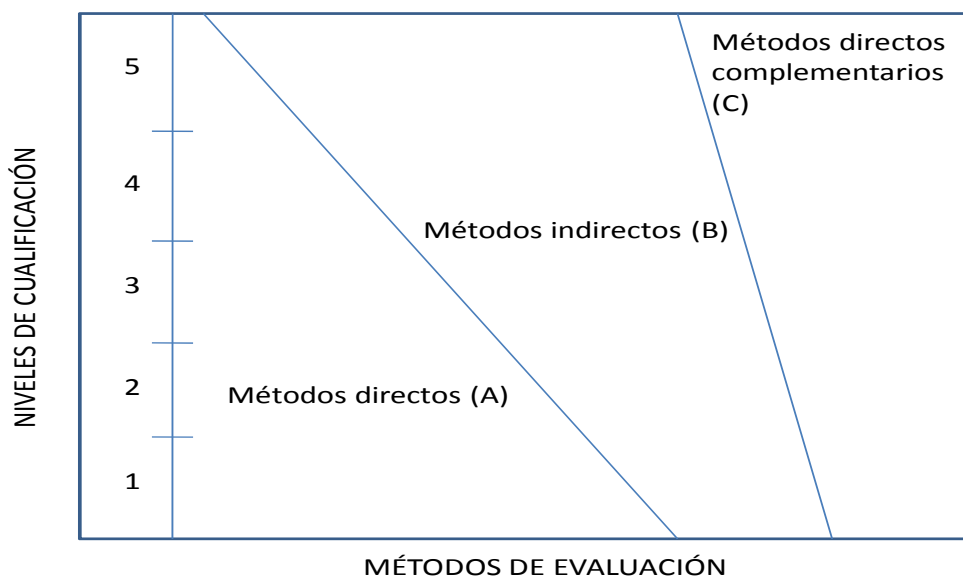 NIVELES DE CUALIFICACIÓN
5
4
3
2
1
Métodos directos
complementarios
(C)
Métodos indirectos (B)
Métodos directos (A)
MÉTODOS DE EVALUACIÓN